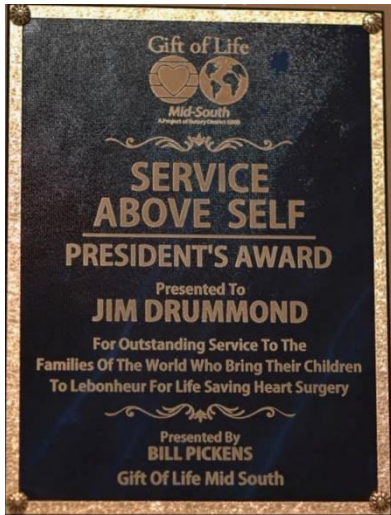 Gift of Life
Mid-South
SERVICE
ABOVE SELF
PRESIDENT'S AWARD
Presented To
JIM DRUMMOND
For Outstanding Service To The
Families Of The World Who Bring Their Children
To Lebonheur For Life Saving Heart Surgery
Presented By
BILL PICKENS
Gift Of Life Mid South